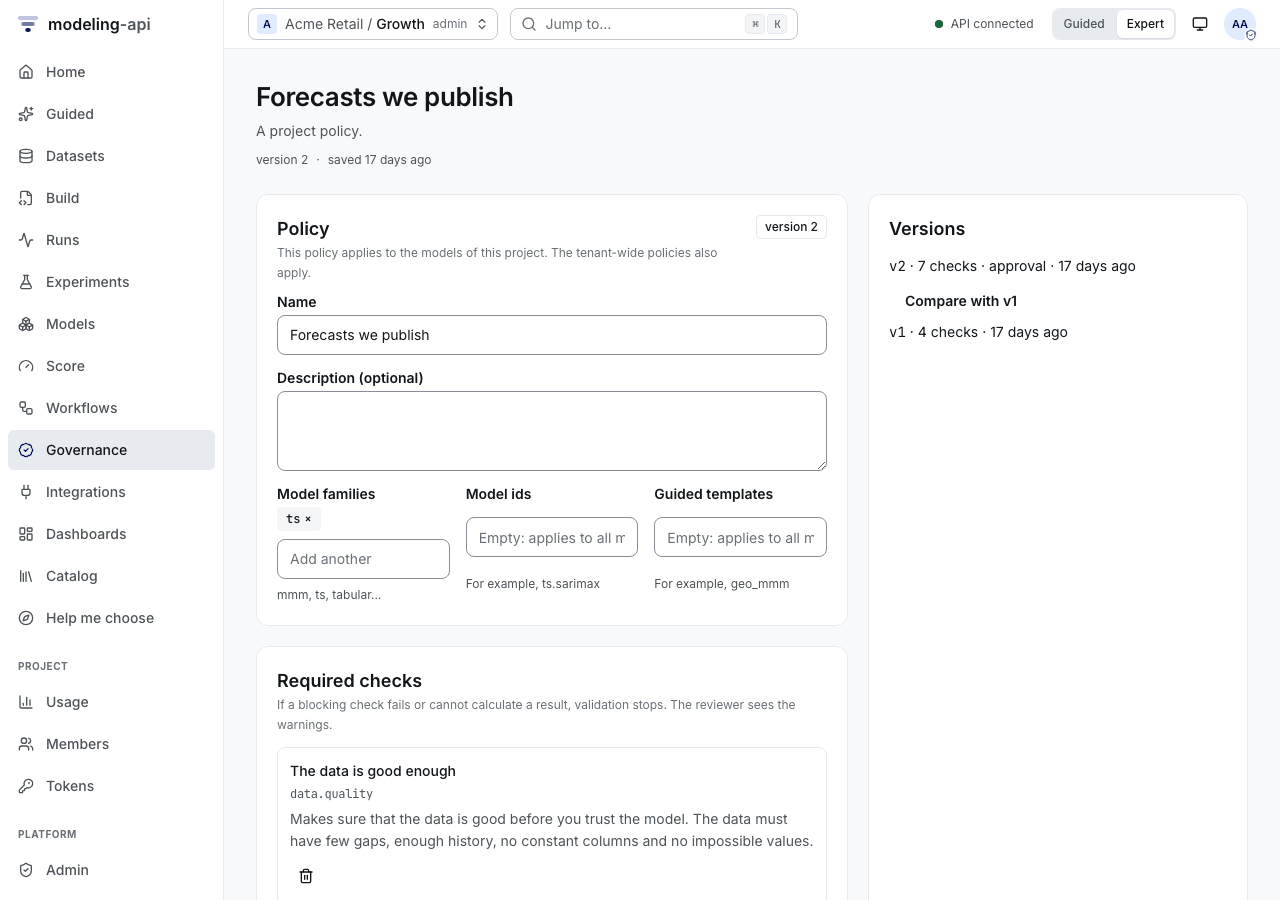 modeling-api
A Acme Retail / Growth admin
Jump to... ⌘ K
API connected
Guided Expert
AA
Home
Guided
Datasets
Build
Runs
Experiments
Models
Score
Workflows
Governance
Integrations
Dashboards
Catalog
Help me choose
PROJECT
Usage
Members
Tokens
PLATFORM
Admin
Forecasts we publish
A project policy.
version 2 · saved 17 days ago
Policy
version 2
This policy applies to the models of this project. The tenant-wide policies also
apply.
Name
Forecasts we publish
Description (optional)
Model families
ts ×
Add another
mmm, ts, tabular...
Model ids
Empty: applies to all m
For example, ts.sarimax
Guided templates
Empty: applies to all m
For example, geo_mmm
Required checks
If a blocking check fails or cannot calculate a result, validation stops. The reviewer sees the
warnings.
The data is good enough
data.quality
Makes sure that the data is good before you trust the model. The data must
have few gaps, enough history, no constant columns and no impossible values.
Versions
v2 · 7 checks · approval · 17 days ago
Compare with v1
v1 · 4 checks · 17 days ago